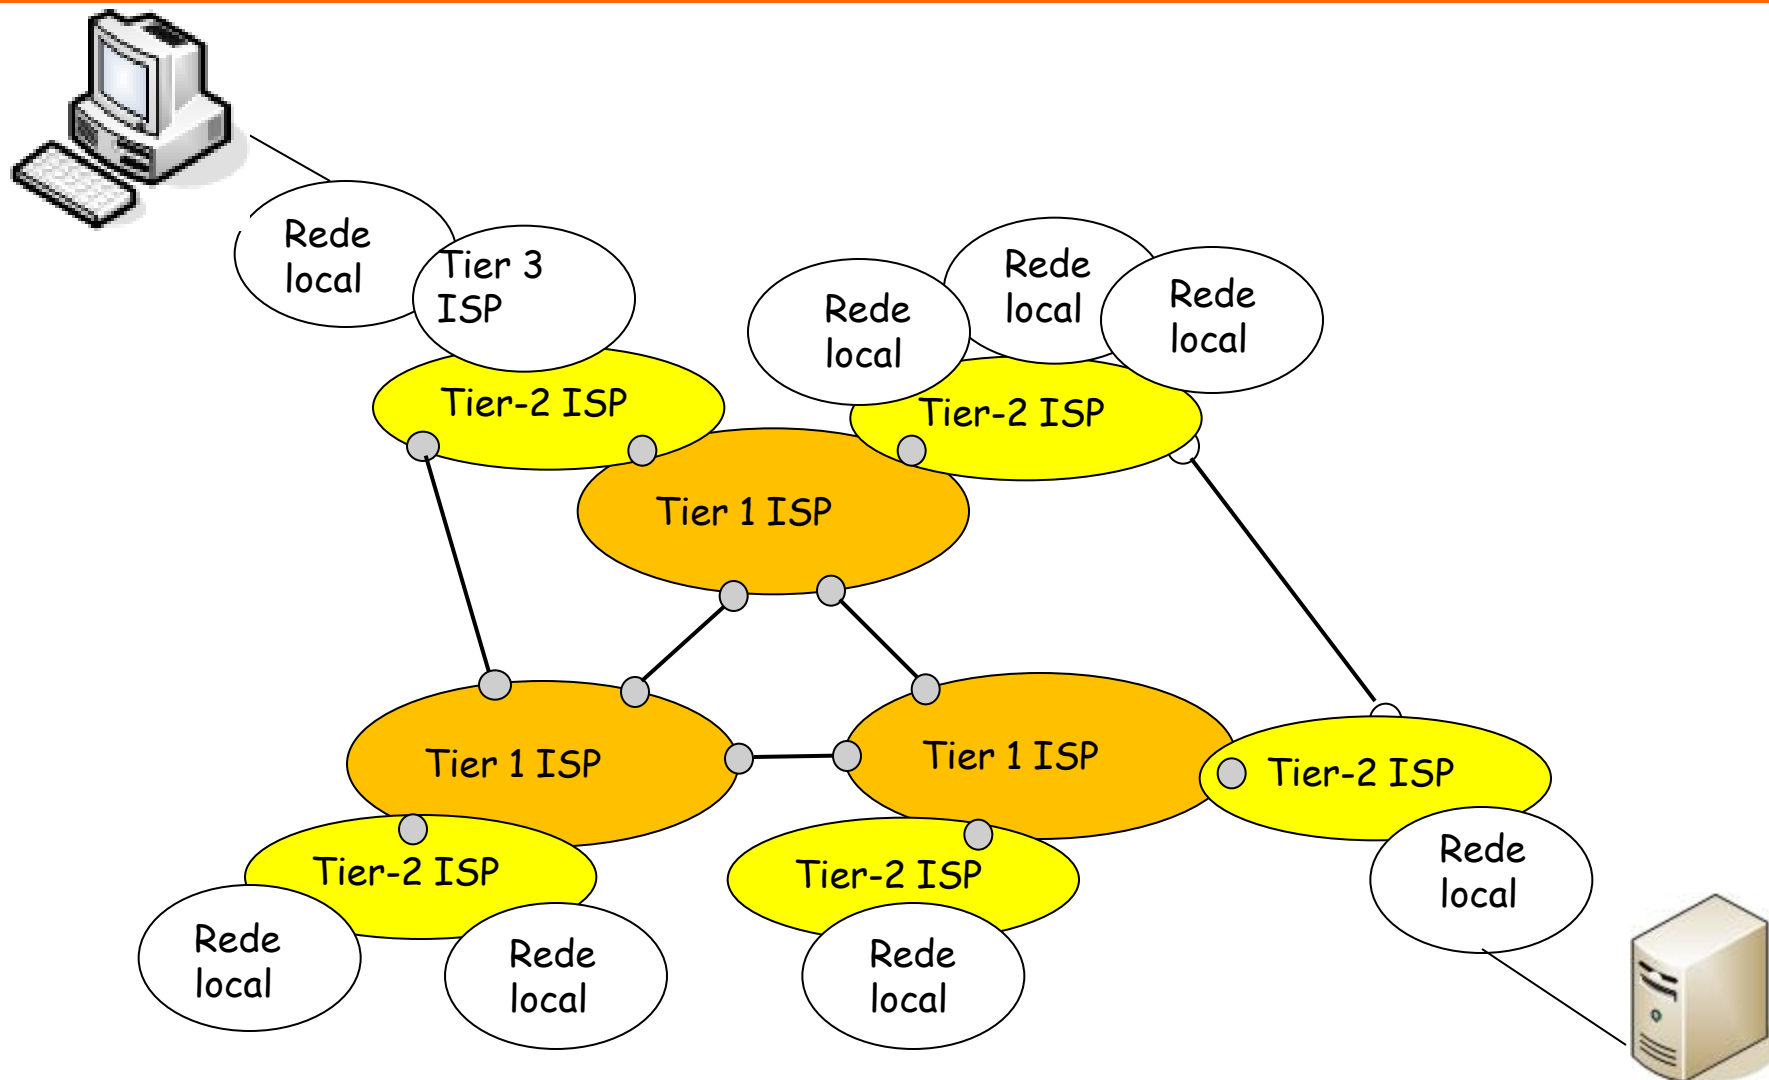 Rede
local
Tier 3
ISP
Rede
local
Rede
local
Rede
local
Tier-2 ISP
Tier-2 ISP
Tier 1 ISP
Tier 1 ISP
Tier 1 ISP
Tier-2 ISP
Tier-2 ISP
Tier-2 ISP
Rede
local
Rede
local
Rede
local
Rede
local